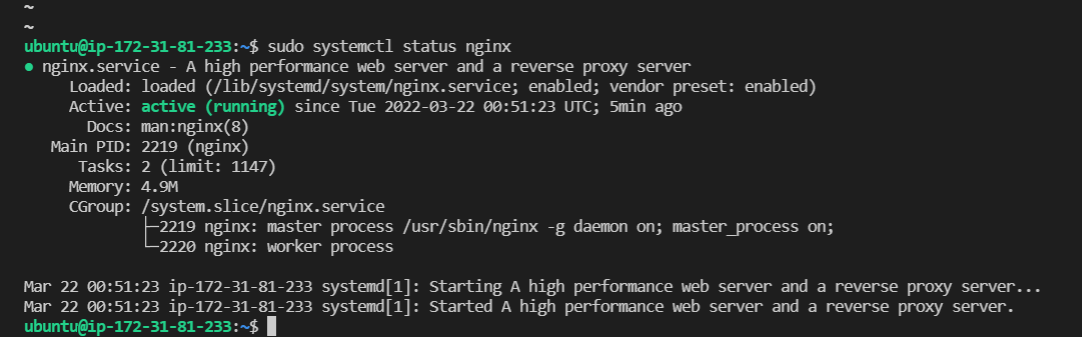 ~
~
ubuntu@ip-172-31-81-233:~$ sudo systemctl status nginx
● nginx.service - A high performance web server and a reverse proxy server
     Loaded: loaded (/lib/systemd/system/nginx.service; enabled; vendor preset: enabled)
     Active: active (running) since Tue 2022-03-22 00:51:23 UTC; 5min ago
       Docs: man:nginx(8)
   Main PID: 2219 (nginx)
      Tasks: 2 (limit: 1147)
     Memory: 4.9M
     CGroup: /system.slice/nginx.service
             ├─2219 nginx: master process /usr/sbin/nginx -g daemon on; master_process on;
             └─2220 nginx: worker process

Mar 22 00:51:23 ip-172-31-81-233 systemd[1]: Starting A high performance web server and a reverse proxy server...
Mar 22 00:51:23 ip-172-31-81-233 systemd[1]: Started A high performance web server and a reverse proxy server.
ubuntu@ip-172-31-81-233:~$